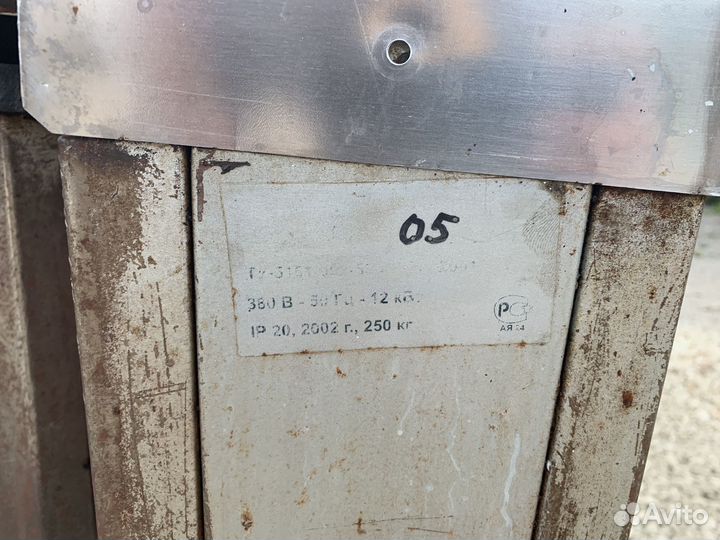 05
380 В - 50 Гц - 12 кВт
IP 20, 2002 г., 250 кг
РС
Avito